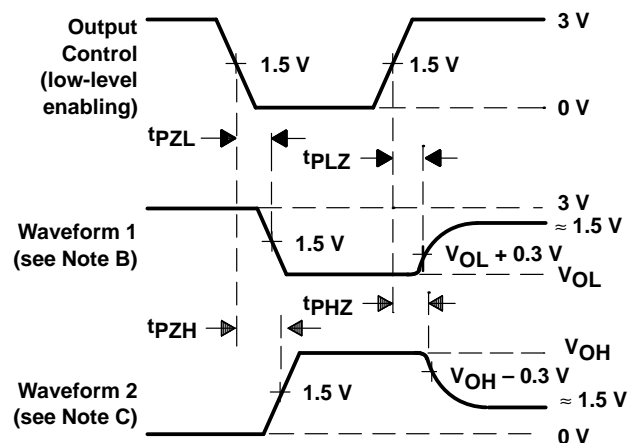 Output
Control
(low-level
enabling)
3 V
1.5 V
1.5 V
0 V
tPZL
tPLZ
3 V
≈ 1.5 V
Waveform 1
(see Note B)
1.5 V
VOL + 0.3 V
VOL
tPHZ
tPZH
VOH
Waveform 2
(see Note C)
1.5 V
VOH – 0.3 V
≈ 1.5 V
0 V